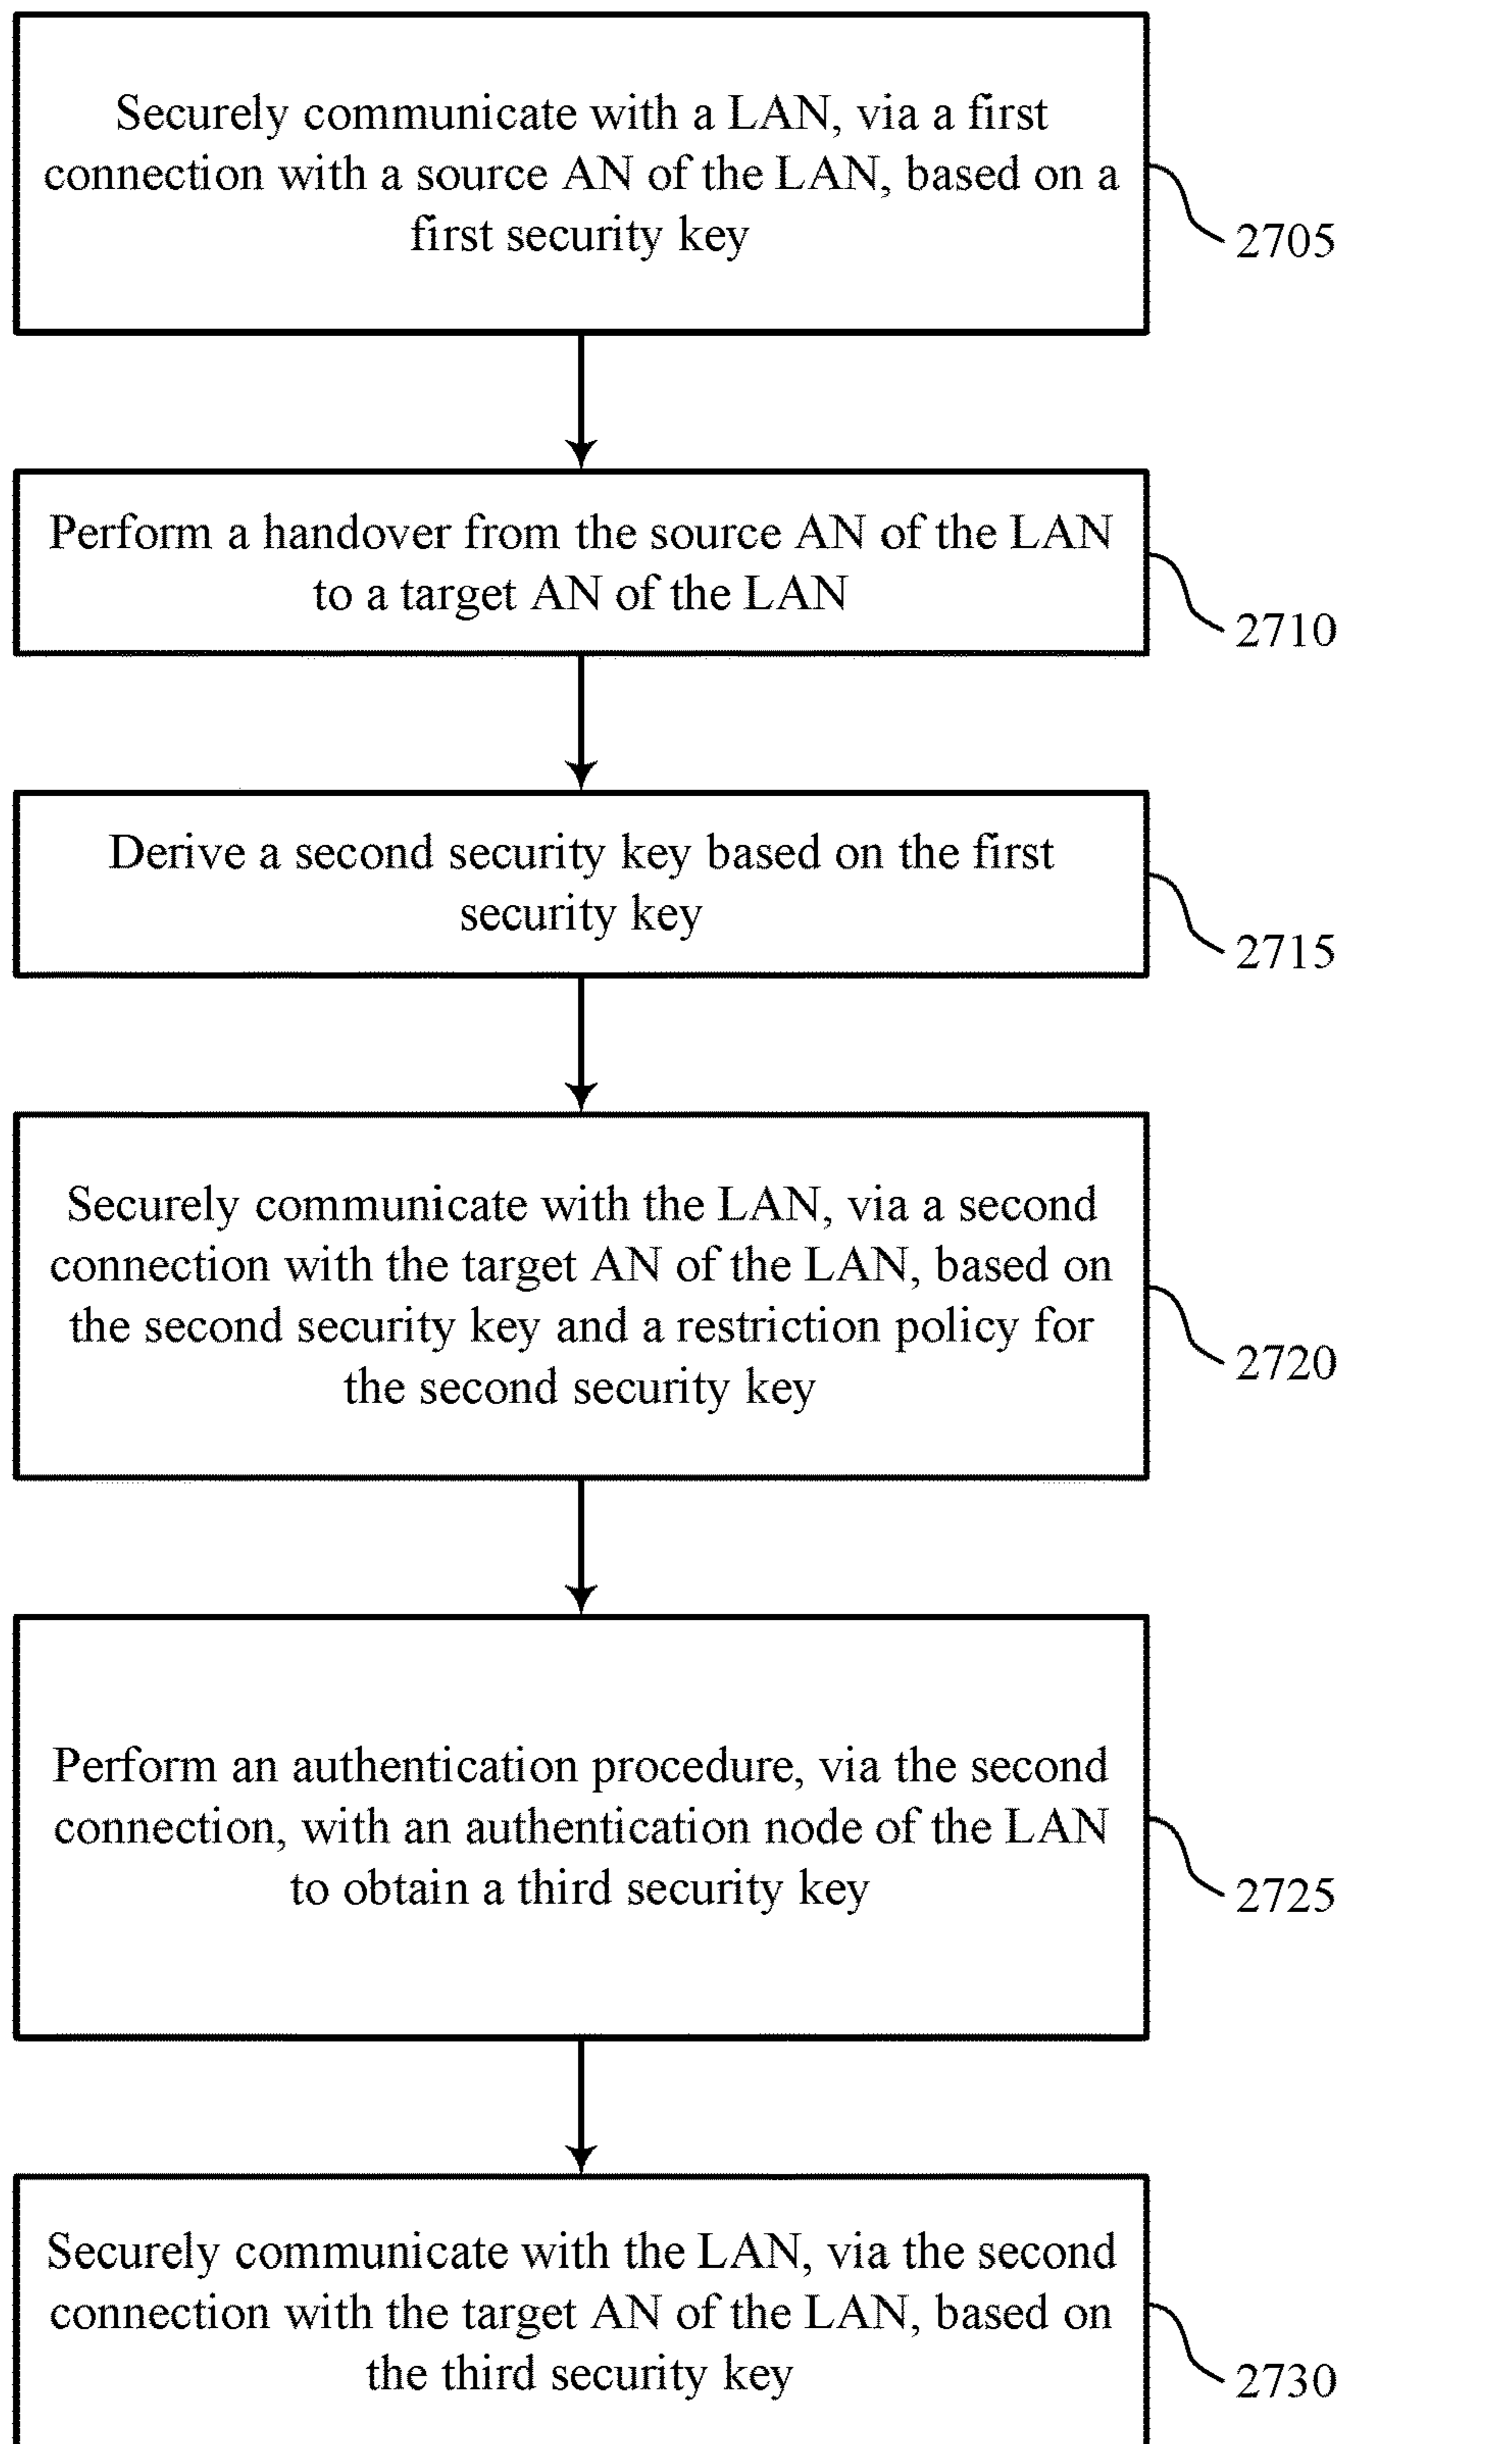 Securely communicate with a LAN, via a first
connection with a source AN of the LAN, based on a
first security key
2705
Perform a handover from the source AN of the LAN
to a target AN of the LAN
2710
Derive a second security key based on the first
security key
2715
Securely communicate with the LAN, via a second
connection with the target AN of the LAN, based on
the second security key and a restriction policy for
the second security key
2720
Perform an authentication procedure, via the second
connection, with an authentication node of the LAN
to obtain a third security key
2725
Securely communicate with the LAN, via the second
connection with the target AN of the LAN, based on
the third security key
2730